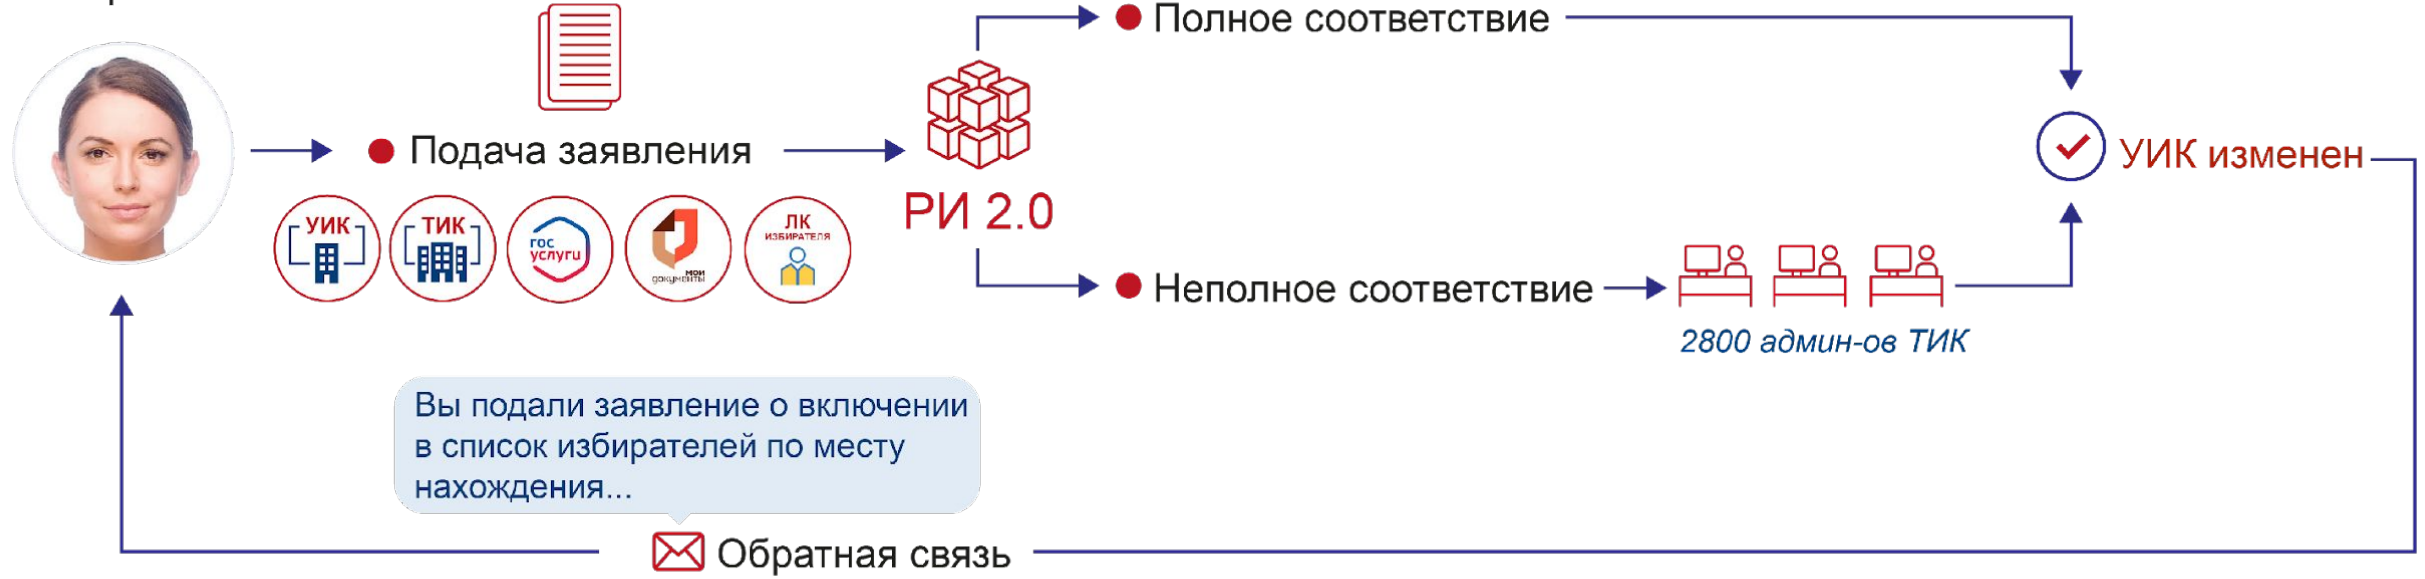 Полное соответствие
Подача заявления
УИК изменен
РИ 2.0
УИК
ТИК
гос
услуги
мои
документы
ЛК
ИЗБИРАТЕЛЯ
Неполное соответствие
2800 админ-ов ТИК
Вы подали заявление о включении
в список избирателей по месту
нахождения...
Обратная связь